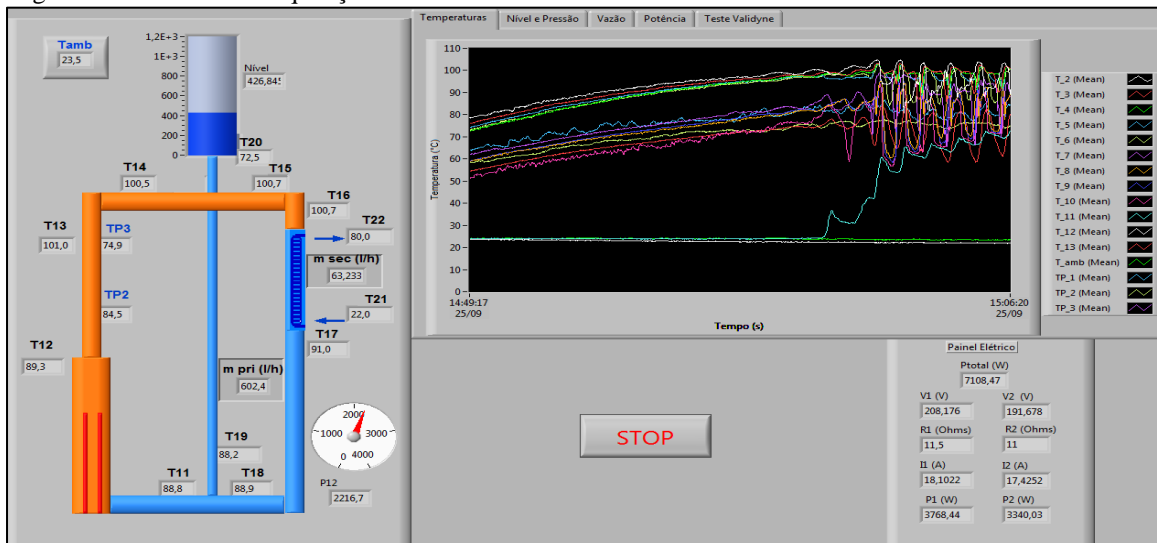 Temperaturas
Nível e Pressão
Vazão
Potência
Teste Validyne
Tamb
23,5
1,2E+3
1E+3
800
600
400
200
0
Nível
426,845
T20
72,5
T14
100,5
T15
100,7
T16
100,7
T13
101,0
TP3
74,9
T22
80,0
m sec (l/h)
63,233
TP2
84,5
T21
22,0
T17
91,0
T12
89,3
m pri (l/h)
602,4
T19
88,2
T11
88,8
T18
88,9
2000
1000
3000
0
4000
P12
2216,7
Temperatura (°C)
110
100
90
80
70
60
50
40
30
20
10
0
14:49:17
25/09
15:06:20
25/09
Tempo (s)
T_2 (Mean)
T_3 (Mean)
T_4 (Mean)
T_5 (Mean)
T_6 (Mean)
T_7 (Mean)
T_8 (Mean)
T_9 (Mean)
T_10 (Mean)
T_11 (Mean)
T_12 (Mean)
T_13 (Mean)
T_amb (Mean)
TP_1 (Mean)
TP_2 (Mean)
TP_3 (Mean)
STOP
Painel Elétrico
Ptotal (W)
7108,47
V1 (V) V2 (V)
208,176 191,678
R1 (Ohms) R2 (Ohms)
11,5 11
I1 (A) I2 (A)
18,1022 17,4252
P1 (W) P2 (W)
3768,44 3340,03